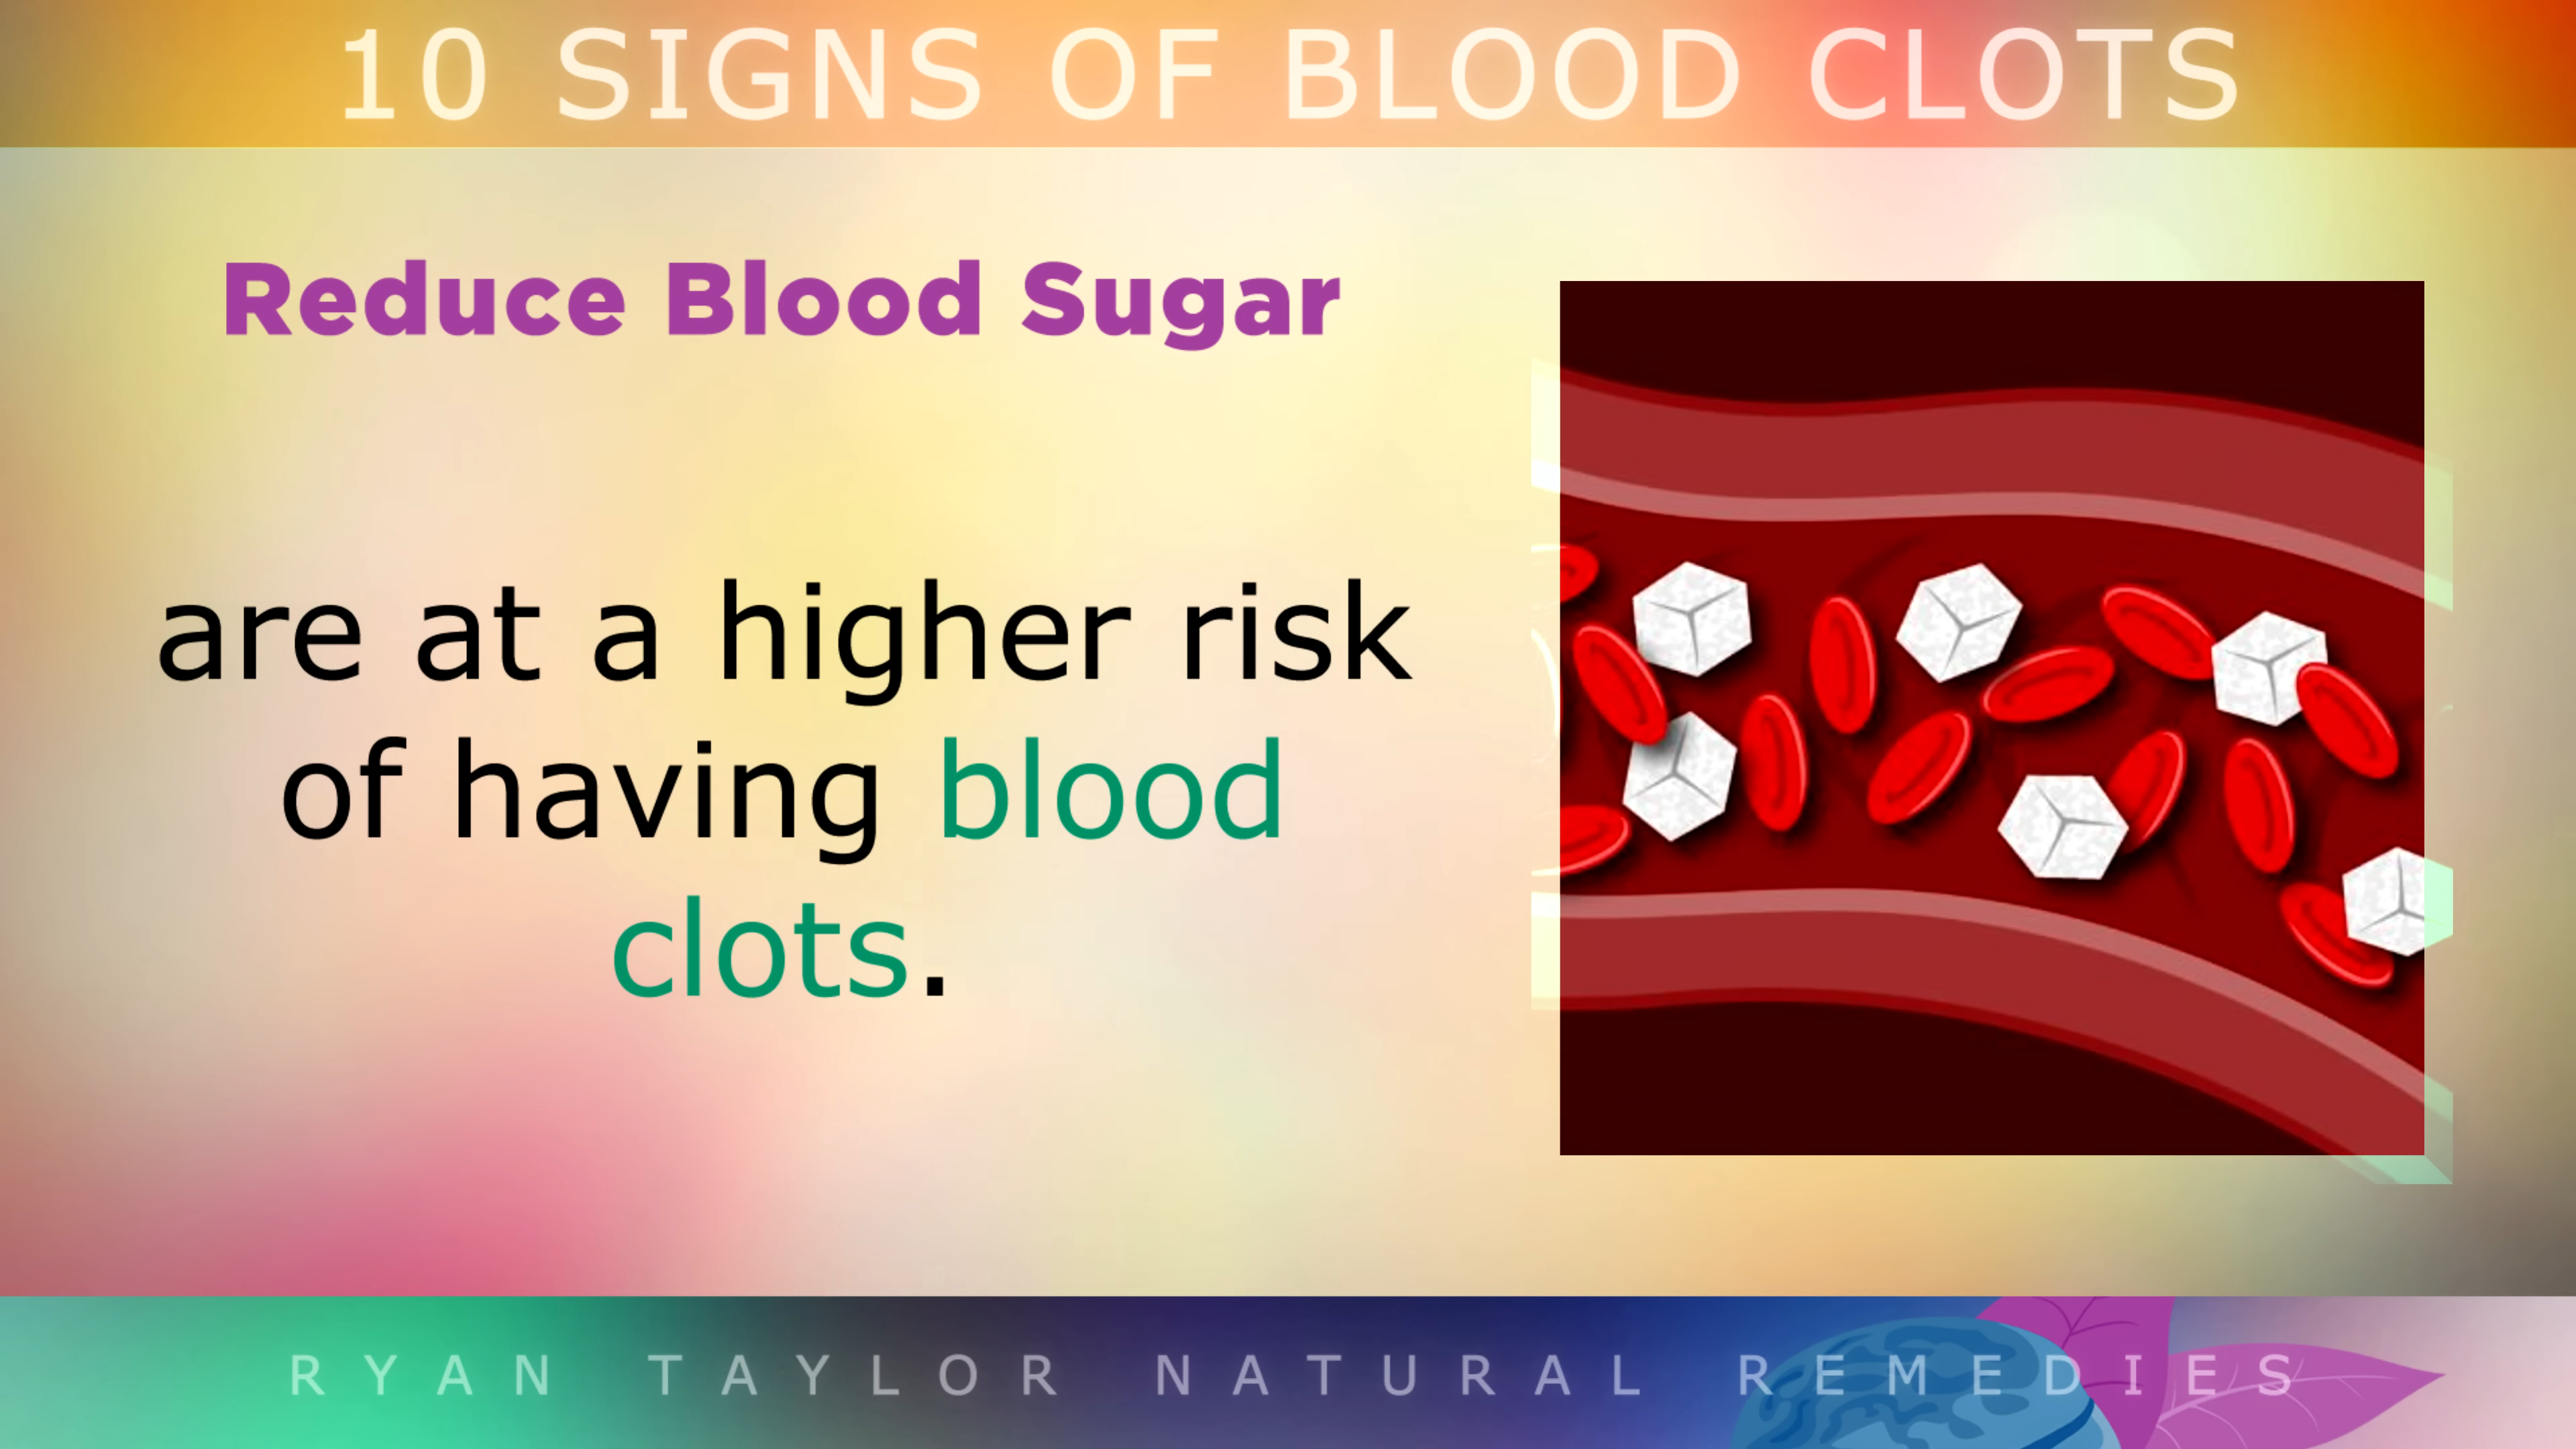 10 SIGNS OF BLOOD CLOTS
Reduce Blood Sugar
are at a higher risk
of having blood
clots.
RYAN TAYLOR NATURAL REMEDIES